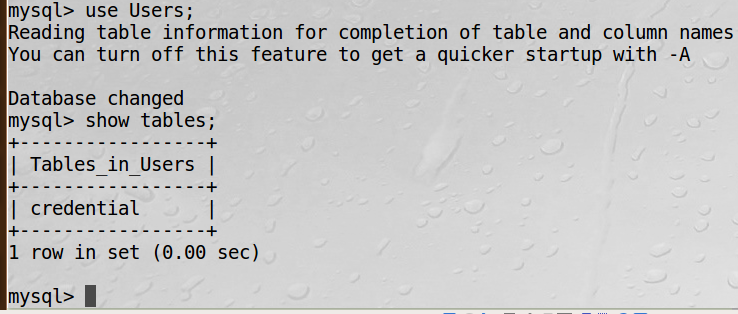 mysql> use Users;
Reading table information for completion of table and column names
You can turn off this feature to get a quicker startup with -A
Database changed
mysql> show tables;
+-----------------+
| Tables_in_Users |
+-----------------+
| credential      |
+-----------------+
1 row in set (0.00 sec)
mysql>